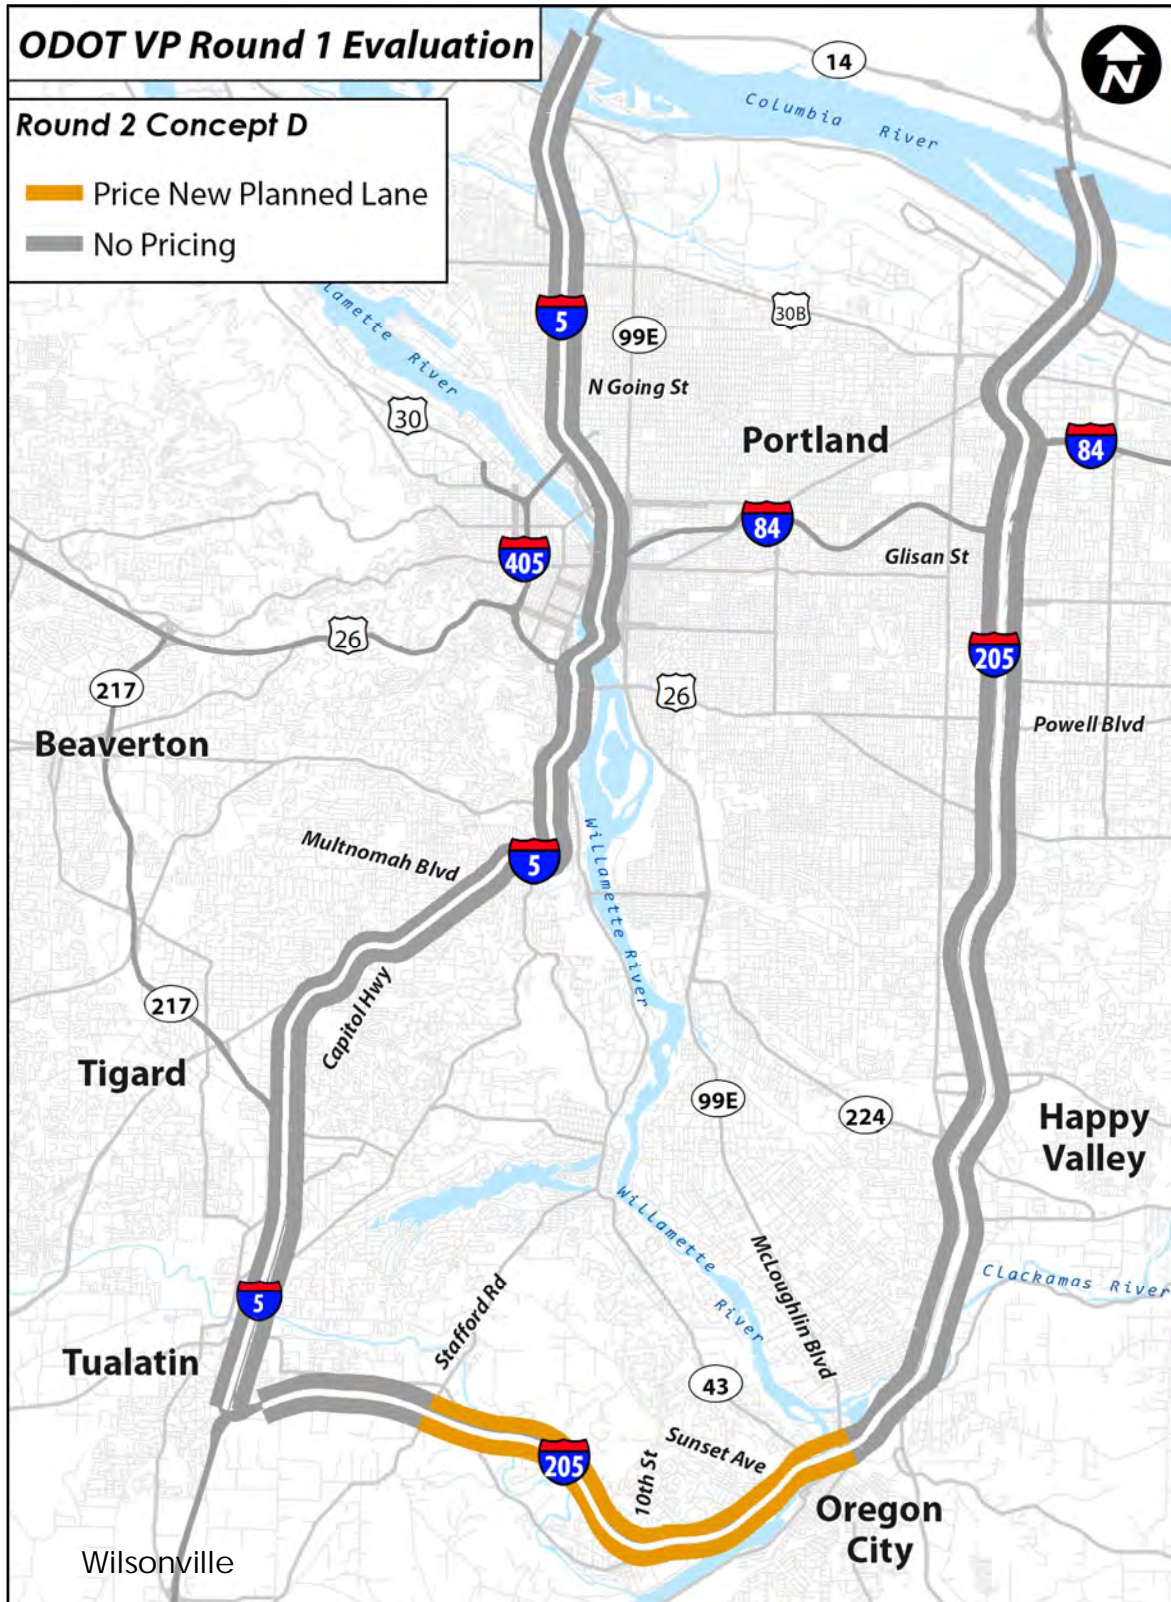 ODOT VP Round 1 Evaluation
Round 2 Concept D
Price New Planned Lane
No Pricing
N
14
Columbia River
lamette River
5
99E
30B
N Going St
30
Portland
84
84
405
Glisan St
26
205
217
26
Powell Blvd
Beaverton
Multnomah Blvd
5
Willamette River
217
Capitol Hwy
Tigard
99E
224
Happy
Valley
Willamette
River
McLoughlin Blvd
Clackamas River
5
Stafford Rd
Tualatin
43
Sunset Ave
205
10th St
Oregon
City
Wilsonville